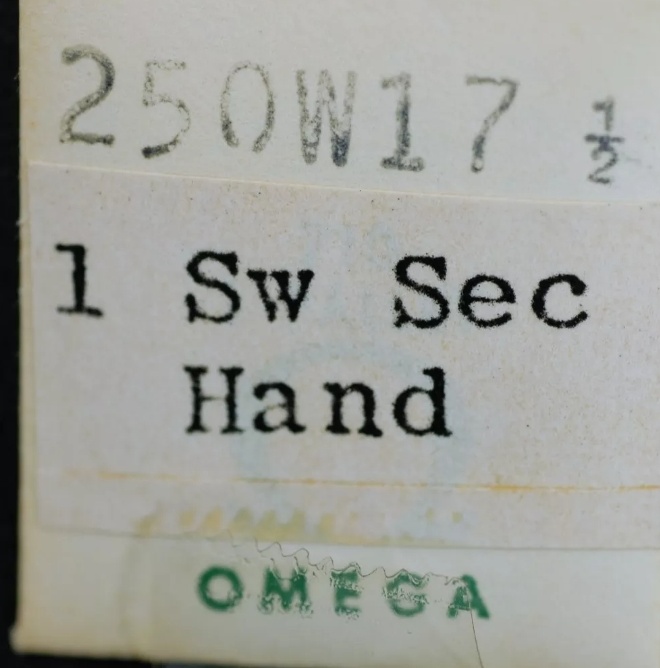 250W17 ½
1 Sw Sec
Hand
OMEGA